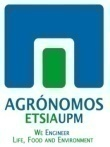 AGRÓNOMOS
ETSIAUPM
We Engineer
Life, Food and Environment